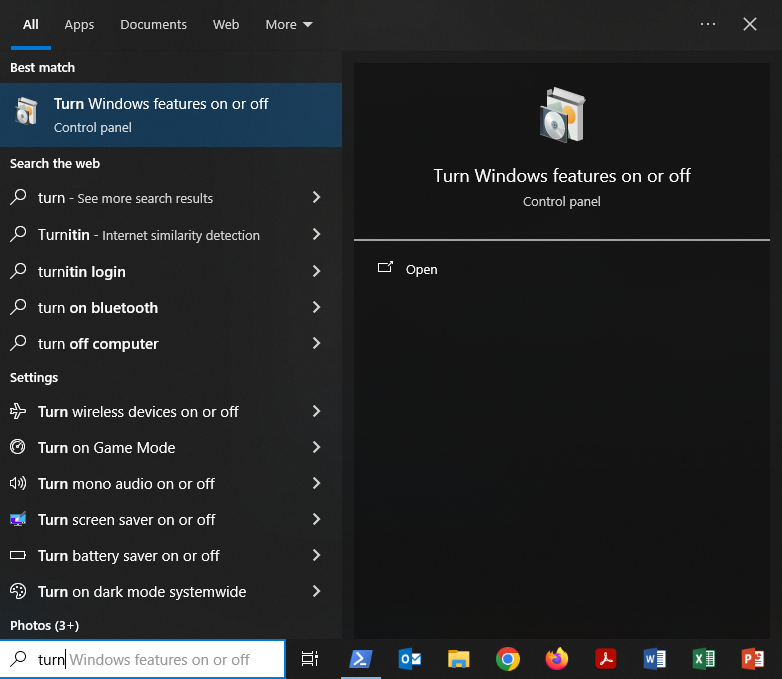 All Apps Documents Web More
Best match
Turn Windows features on or off
Control panel
Search the web
turn - See more search results
Turnitin - Internet similarity detection
turnitin login
turn on bluetooth
turn off computer
Settings
Turn wireless devices on or off
Turn on Game Mode
Turn mono audio on or off
Turn screen saver on or off
Turn battery saver on or off
Turn on dark mode systemwide
Photos (3+)
Turn Windows features on or off
Control panel
Open
turn Windows features on or off